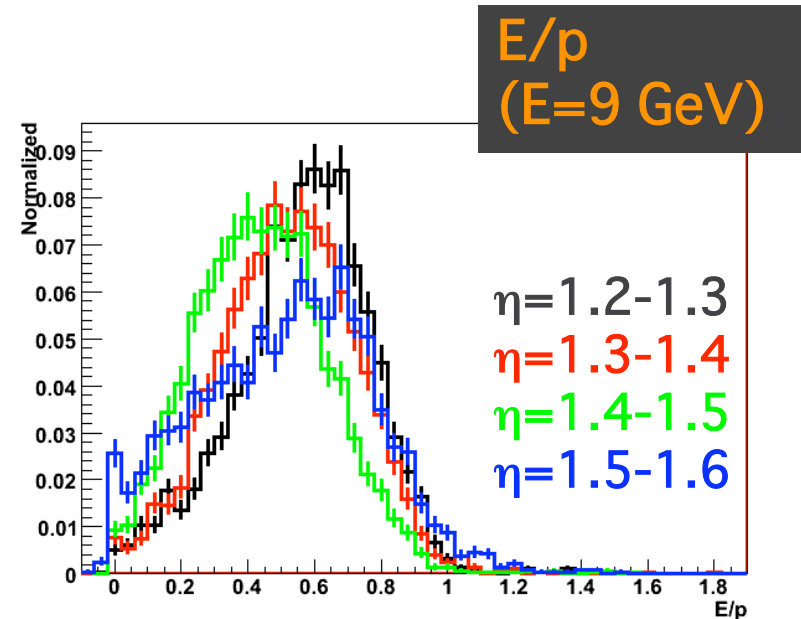 E/p
(E=9 GeV)
Normalized
0.09
0.08
0.07
0.06
0.05
0.04
0.03
0.02
0.01
0
η=1.2-1.3
η=1.3-1.4
η=1.4-1.5
η=1.5-1.6
0 0.2 0.4 0.6 0.8 1 1.2 1.4 1.6 1.8
E/p